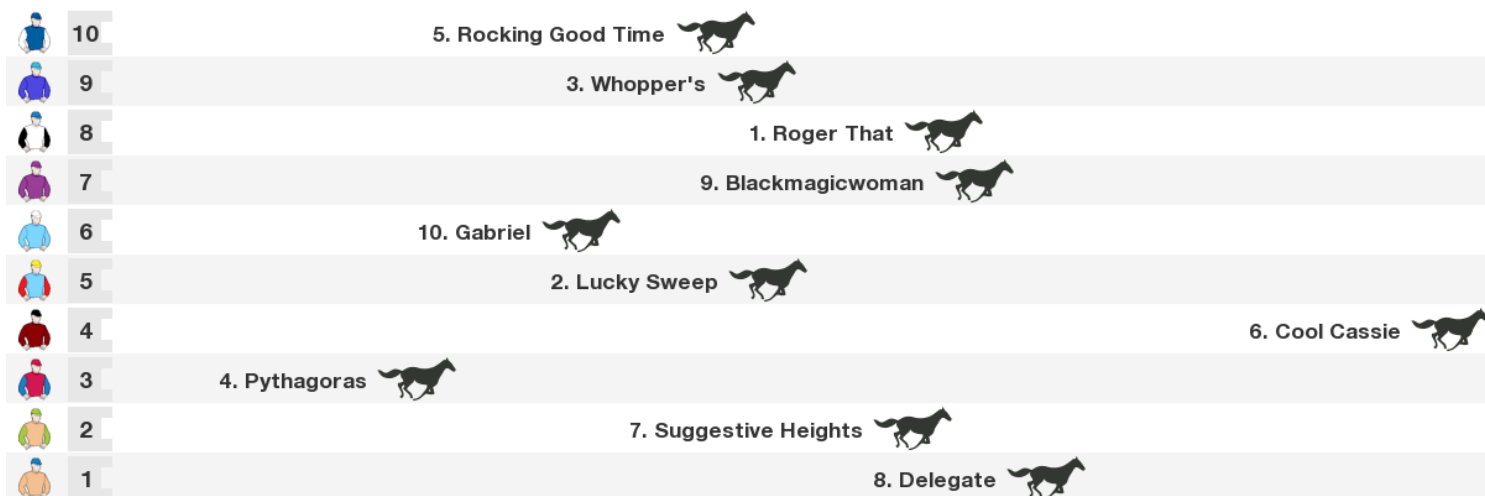 10 5. Rocking Good Time
9 3. Whopper's
8 1. Roger That
7 9. Blackmagicwoman
6 10. Gabriel
5 2. Lucky Sweep
4 6. Cool Cassie
3 4. Pythagoras
2 7. Suggestive Heights
1 8. Delegate